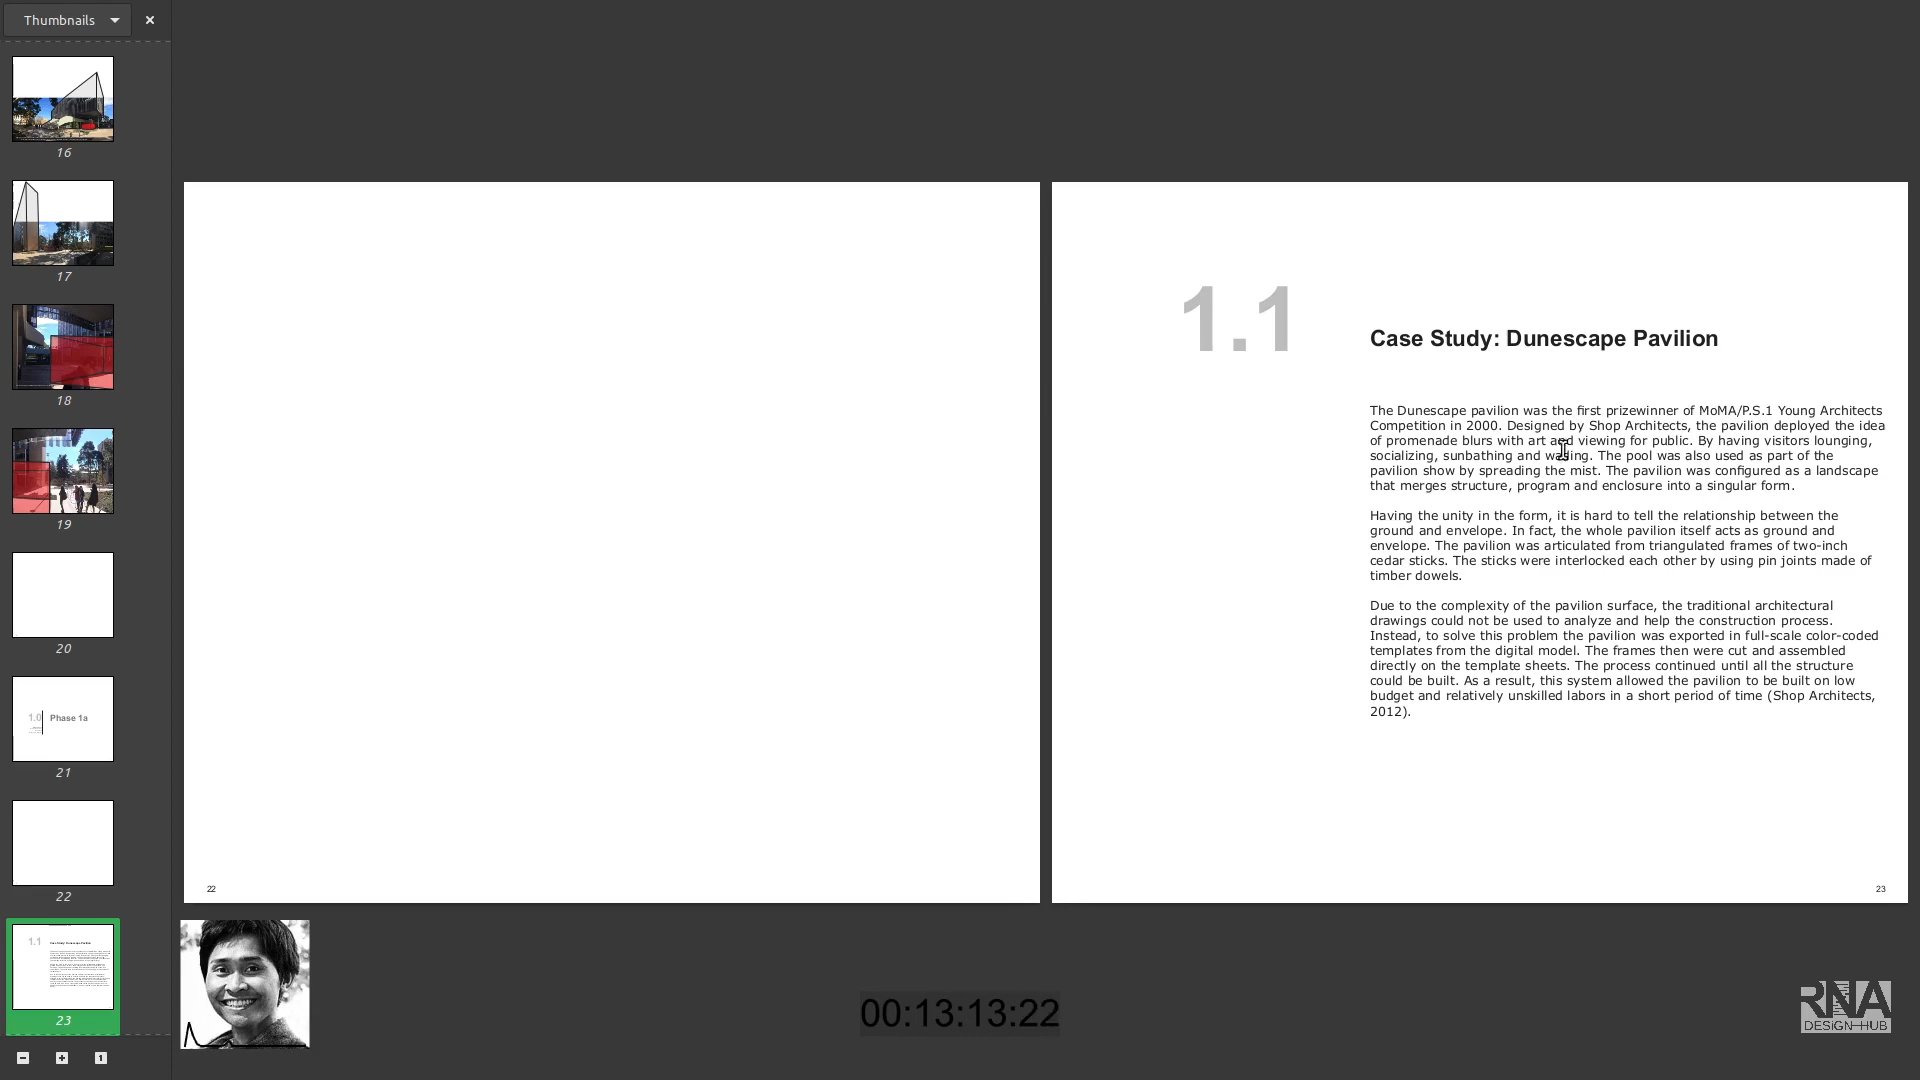 Thumbnails
16
17
18
19
20
1.0 Phase 1a
21
22
1.1
23
22
1.1
Case Study: Dunescape Pavilion
The Dunescape pavilion was the first prizewinner of MoMA/P.S.1 Young Architects
Competition in 2000. Designed by Shop Architects, the pavilion deployed the idea
of promenade blurs with art and viewing for public. By having visitors lounging,
socializing, sunbathing and wading. The pool was also used as part of the
pavilion show by spreading the mist. The pavilion was configured as a landscape
that merges structure, program and enclosure into a singular form.
Having the unity in the form, it is hard to tell the relationship between the
ground and envelope. In fact, the whole pavilion itself acts as ground and
envelope. The pavilion was articulated from triangulated frames of two-inch
cedar sticks. The sticks were interlocked each other by using pin joints made of
timber dowels.
Due to the complexity of the pavilion surface, the traditional architectural
drawings could not be used to analyze and help the construction process.
Instead, to solve this problem the pavilion was exported in full-scale color-coded
templates from the digital model. The frames then were cut and assembled
directly on the template sheets. The process continued until all the structure
could be built. As a result, this system allowed the pavilion to be built on low
budget and relatively unskilled labors in a short period of time (Shop Architects,
2012).
23
00:13:13:22
RNA
DESIGN-HUB
1